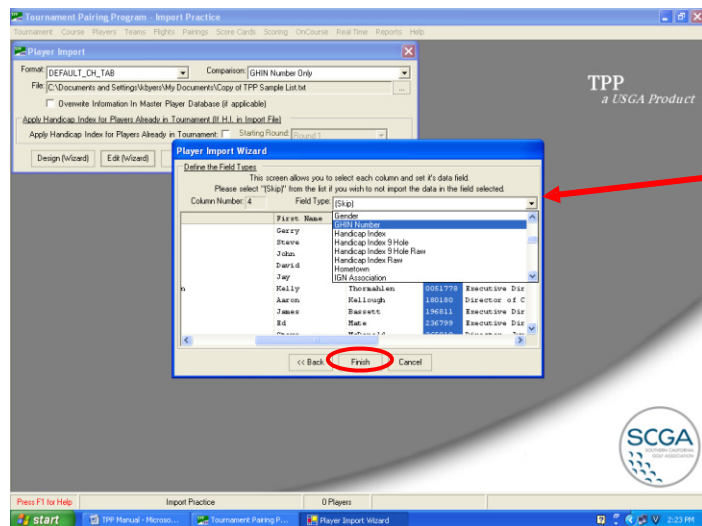 Tournament Pairing Program - Import Practice
Tournament Course Players Teams Flights Pairings Score Cards Scoring OnCourse Real Time Reports Help
Player Import
Format: DEFAULT_CH_TAB Comparison: GHIN Number Only
File: C:\Documents and Settings\kbyers\My Documents\Copy of TPP Sample List.txt ...
Overwrite Information In Master Player Database (if applicable)
Apply Handicap Index for Players Already in Tournament (If H.I. in Import File)
Apply Handicap Index for Players Already in Tournament: Starting Round: Round 1
Design (Wizard) Edit (Wizard)
TPP
a USGA Product
Player Import Wizard
Define the Field Types
This screen allows you to select each column and set it's data field.
Please select "(Skip)" from the list if you wish to not import the data in the field selected.
Column Number: 4 Field Type: (Skip)
Gender
GHIN Number
Handicap Index
Handicap Index 9 Hole
Handicap Index 9 Hole Raw
Handicap Index Raw
Hometown
IGN Association
First Name
Gerry
Steve
John
David
Jay
n Kelly Thormahlen 0051778 Executive Dir
Aaron Kellough 180180 Director of C
James Bassett 196811 Executive Dir
Ed Mate 236799 Executive Dir
<< Back Finish Cancel
SCGA
SOUTHERN CALIFORNIA
GOLF ASSOCIATION
Press F1 for Help Import Practice 0 Players
start TPP Manual - Microso... Tournament Pairing P... Player Import Wizard 2:23 PM